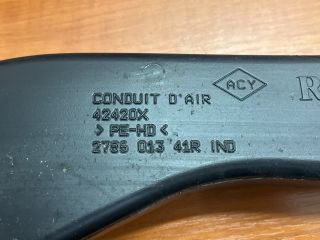 CONDUIT D'AIR
42420X
> PE-HD <
2786 013 41R IND
ACY
R